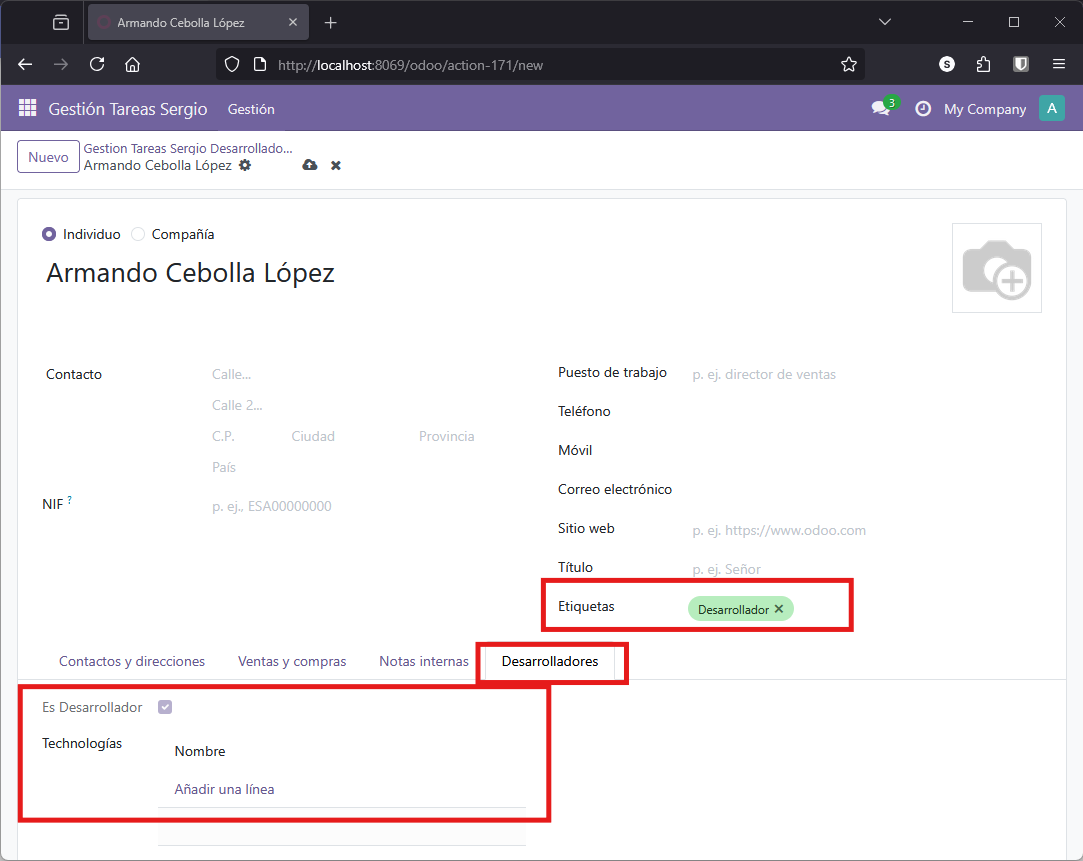 Armando Cebolla López
http://localhost:8069/odoo/action-171/new
S
Gestión Tareas Sergio
Gestión
3
My Company
A
Nuevo
Gestion Tareas Sergio Desarrollado...
Armando Cebolla López
Individuo
Compañía
Armando Cebolla López
Contacto
Calle...
Calle 2...
C.P. Ciudad Provincia
País
NIF ?
p. ej., ESA00000000
Puesto de trabajo
p. ej. director de ventas
Teléfono
Móvil
Correo electrónico
Sitio web
p. ej. https://www.odoo.com
Título
p. ej. Señor
Etiquetas
Desarrollador
Contactos y direcciones
Ventas y compras
Notas internas
Desarrolladores
Es Desarrollador
Technologías
Nombre
Añadir una línea